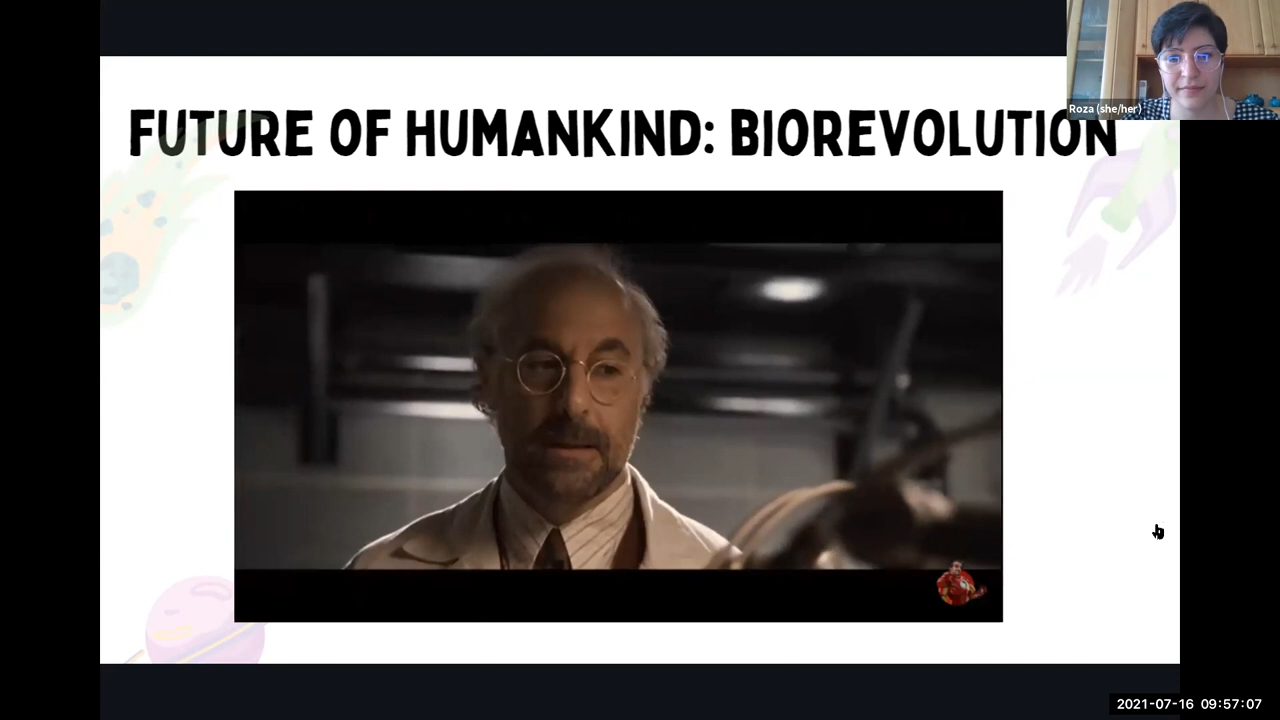 Roza (she/her)
FUTURE OF HUMANKIND: BIOREVOLUTION
2021-07-16 09:57:07